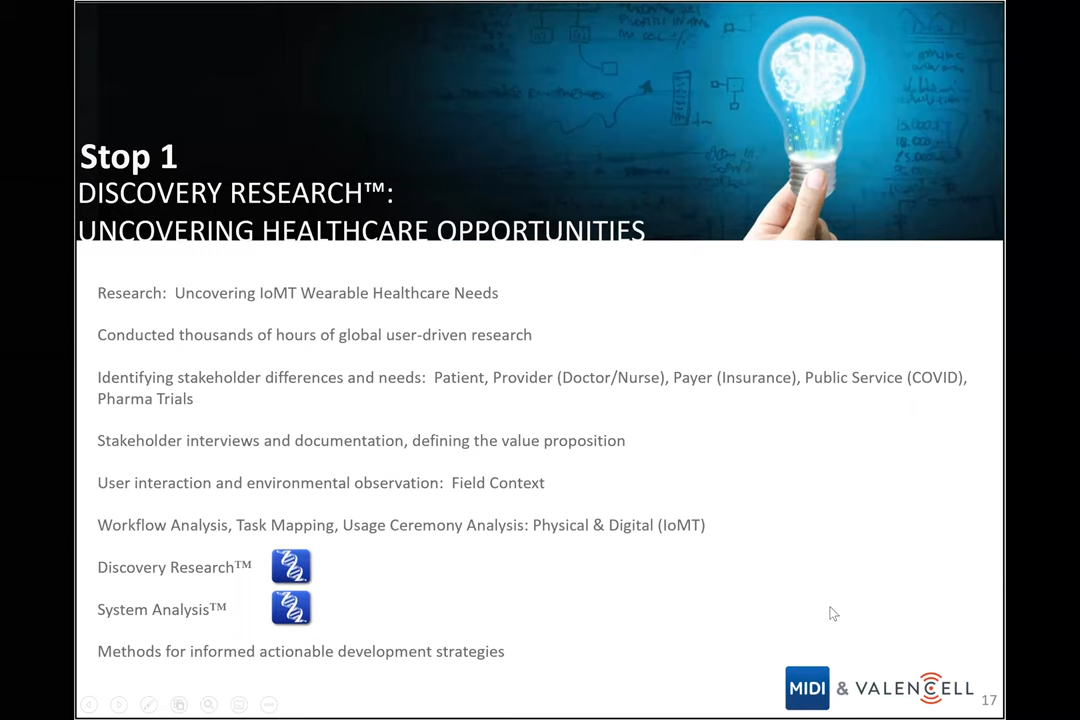 Stop 1
DISCOVERY RESEARCH™:
UNCOVERING HEALTHCARE OPPORTUNITIES
Research:  Uncovering IoMT Wearable Healthcare Needs
Conducted thousands of hours of global user-driven research
Identifying stakeholder differences and needs:  Patient, Provider (Doctor/Nurse), Payer (Insurance), Public Service (COVID),
Pharma Trials
Stakeholder interviews and documentation, defining the value proposition
User interaction and environmental observation:  Field Context
Workflow Analysis, Task Mapping, Usage Ceremony Analysis: Physical & Digital (IoMT)
Discovery Research™
System Analysis™
Methods for informed actionable development strategies
MIDI & VALENCELL
17